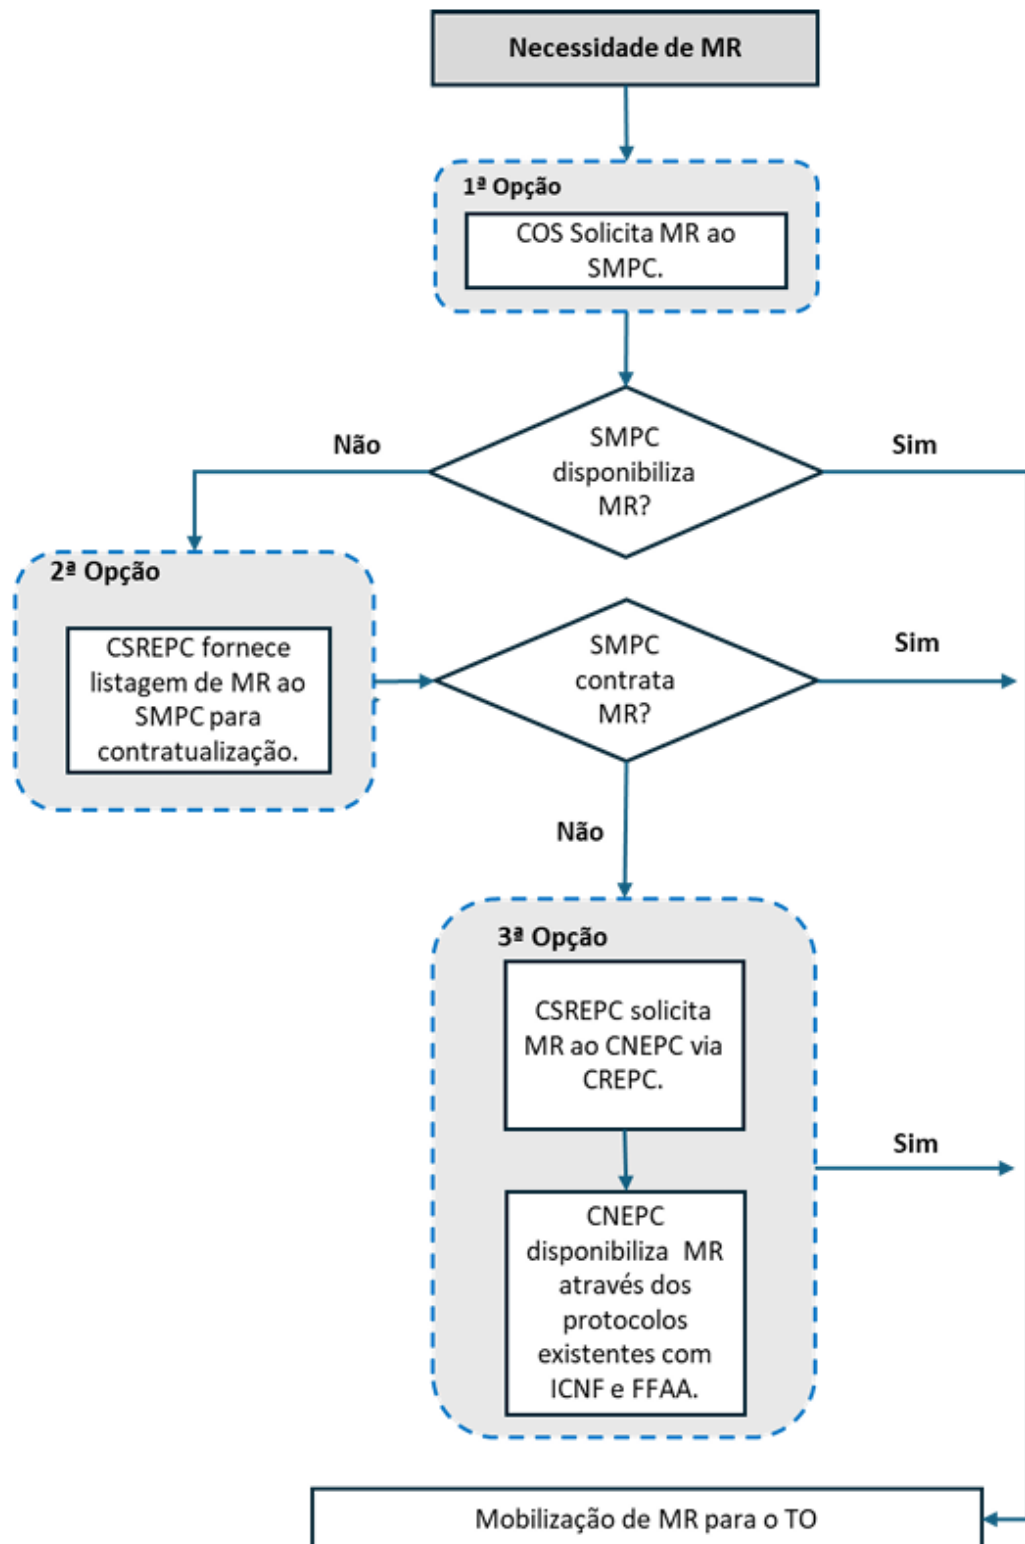 Necessidade de MR
1ª Opção
COS Solicita MR ao
SMPC.
SMPC
disponibiliza
MR?
Não
Sim
2ª Opção
CSREPC fornece
listagem de MR ao
SMPC para
contratualização.
SMPC
contrata
MR?
Sim
Não
3ª Opção
CSREPC solicita
MR ao CNEPC via
CREPC.
Sim
CNEPC
disponibiliza MR
através dos
protocolos
existentes com
ICNF e FFAA.
Mobilização de MR para o TO